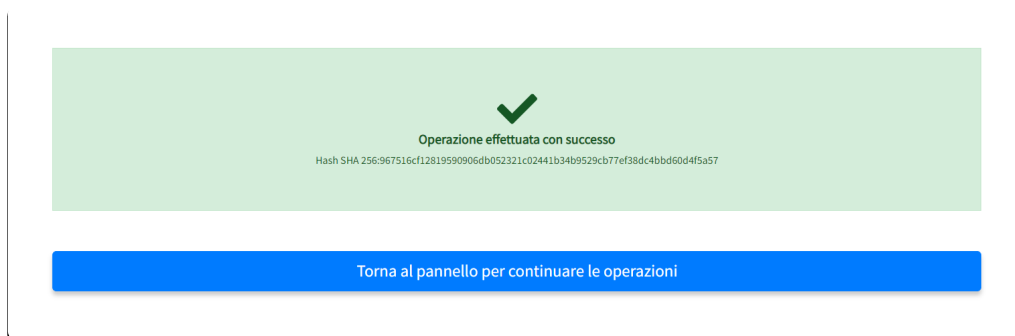 Operazione effettuata con successo
Hash SHA 256:967516cf12819590906db052321c02441b34b9529cb77ef38dc4bbd60d4f5a57
Torna al pannello per continuare le operazioni